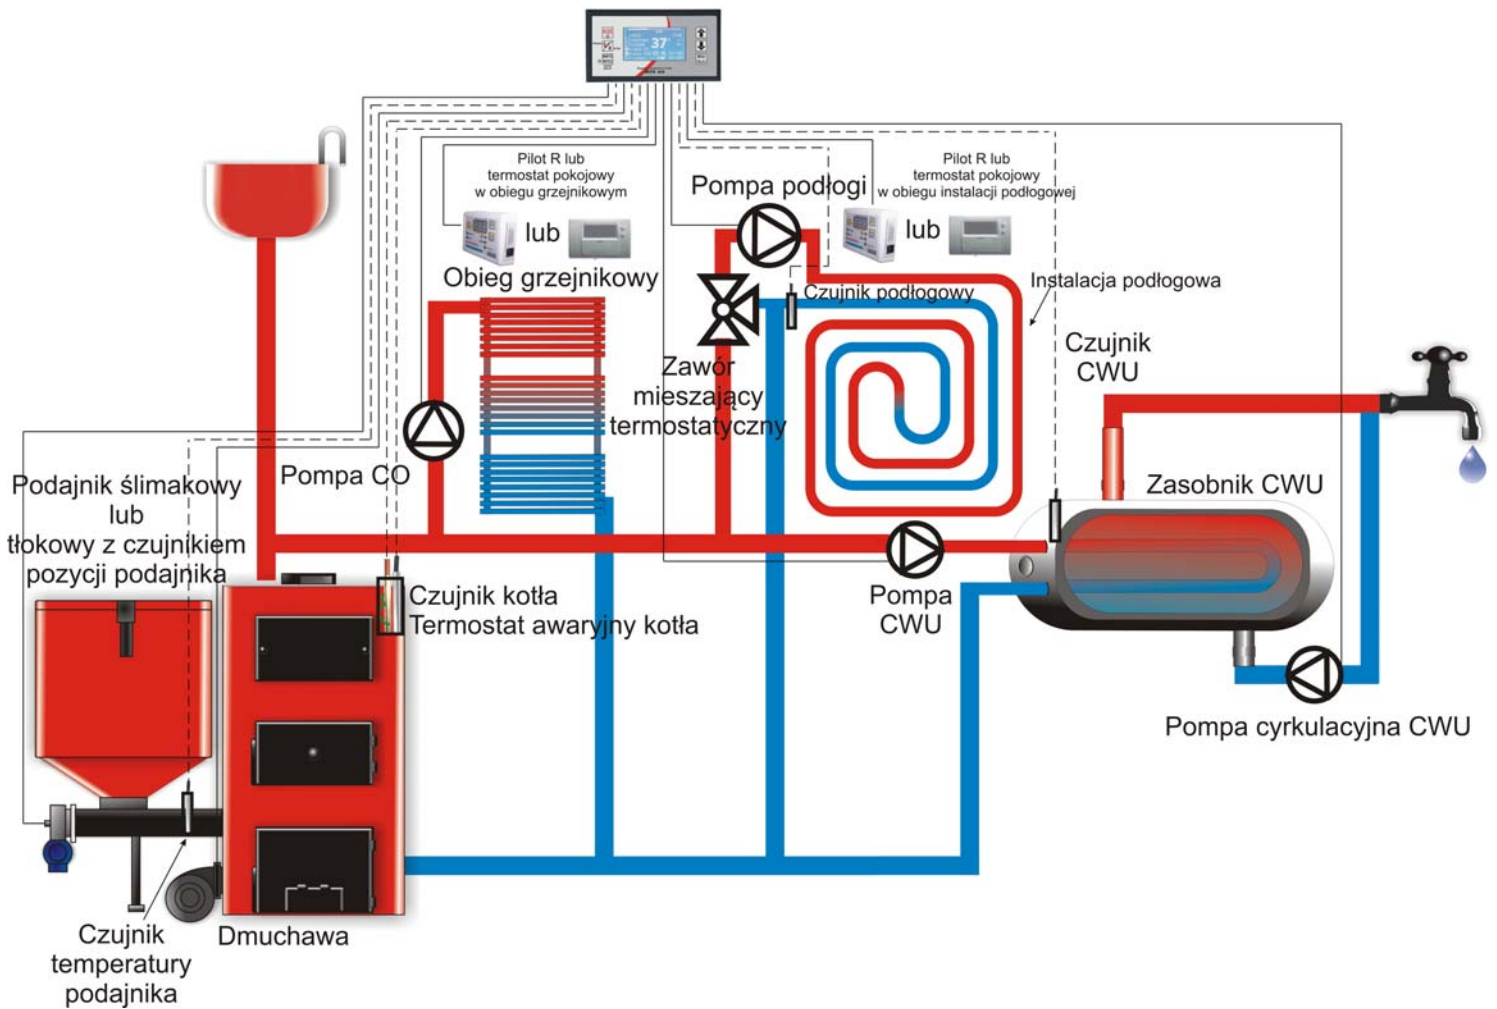 37
Pilot R lub
termostat pokojowy
w obiegu grzejnikowym
lub
Obieg grzejnikowy
Pompa podłogi
Pilot R lub
termostat pokojowy
w obiegu instalacji podłogowej
lub
Czujnik podłogowy
Instalacja podłogowa
Zawór
mieszający
termostatyczny
Czujnik
CWU
Pompa CO
Zasobnik CWU
Podajnik ślimakowy
lub
tłokowy z czujnikiem
pozycji podajnika
Czujnik kotła
Termostat awaryjny kotła
Pompa
CWU
Pompa cyrkulacyjna CWU
Dmuchawa
Czujnik
temperatury
podajnika